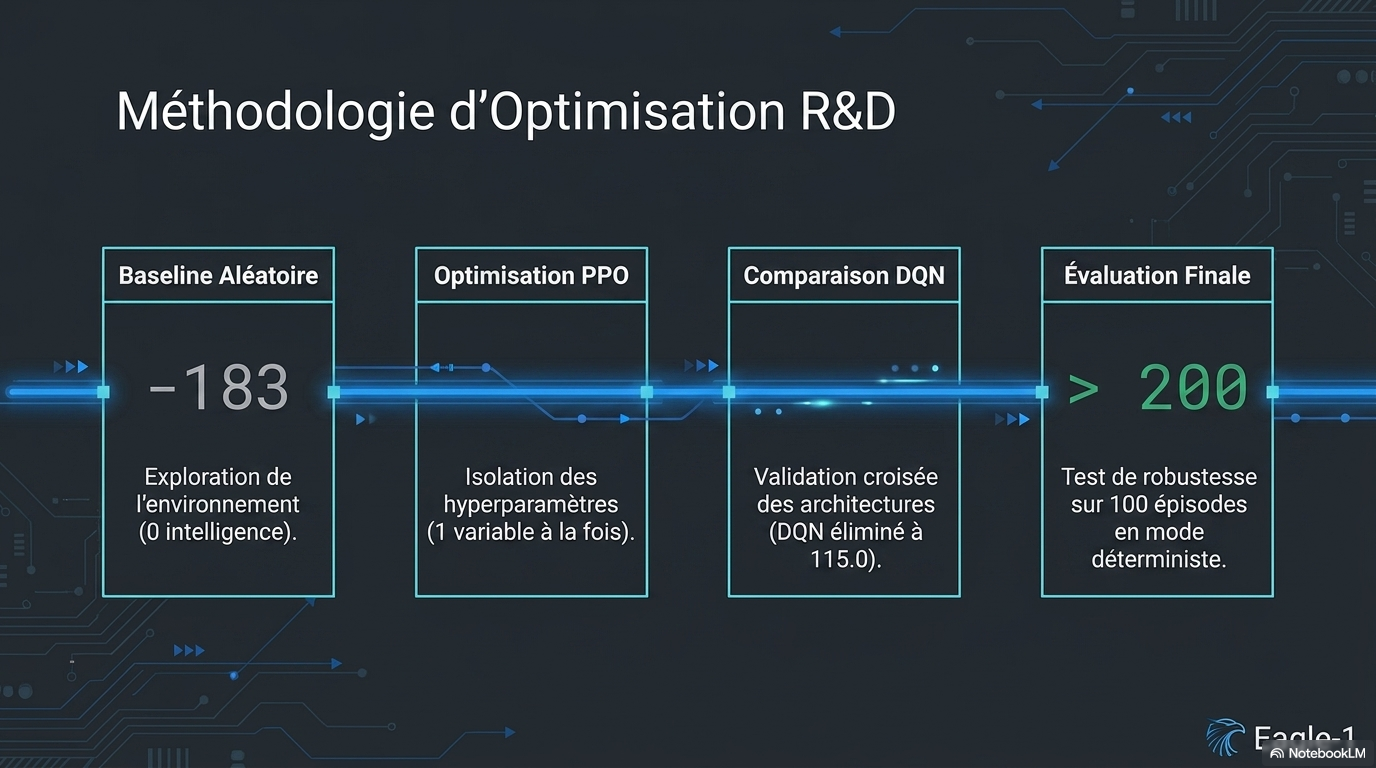 Méthodologie d’Optimisation R&D
Baseline Aléatoire
-183
Exploration de
l’environnement
(0 intelligence).
Optimisation PPO
Isolation des
hyperparamètres
(1 variable à la fois).
Comparaison DQN
Validation croisée
des architectures
(DQN éliminé à
115.0).
Évaluation Finale
> 200
Test de robustesse
sur 100 épisodes
en mode
déterministe.
Eagle-1
NotebookLM